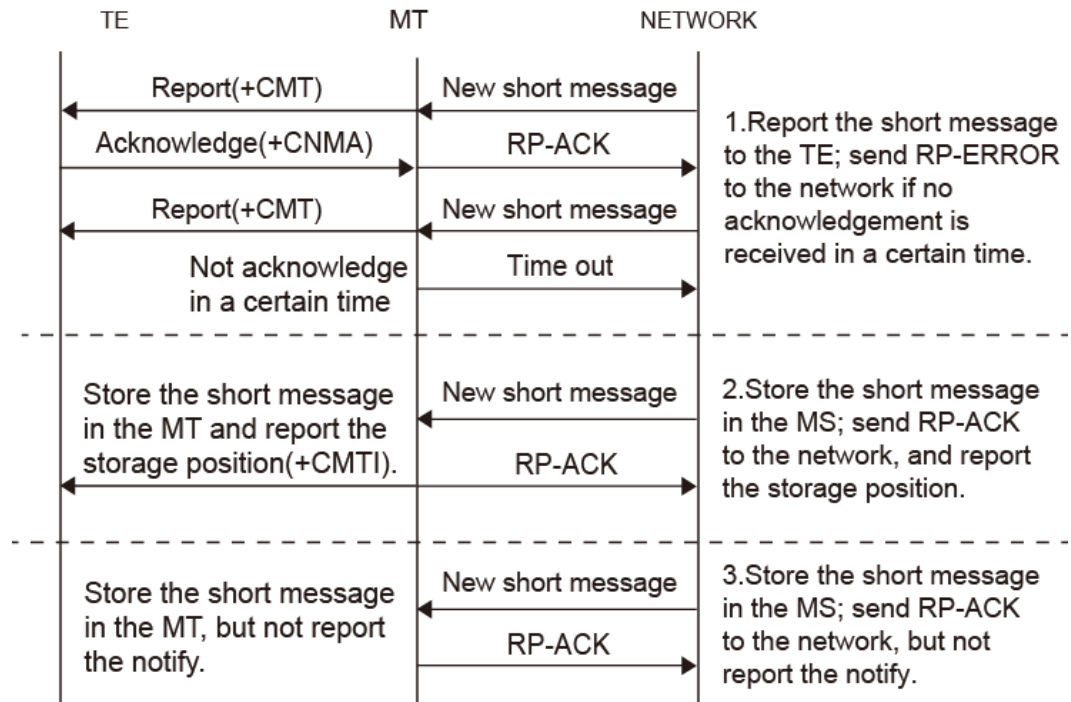 TE MT NETWORK
Report(+CMT) New short message
Acknowledge(+CNMA) RP-ACK
Report(+CMT) New short message
Not acknowledge
in a certain time
Time out
1.Report the short message
to the TE; send RP-ERROR
to the network if no
acknowledgement is
received in a certain time.
Store the short message
in the MT and report the
storage position(+CMTI).
New short message
RP-ACK
2.Store the short message
in the MS; send RP-ACK
to the network, and report
the storage position.
Store the short message
in the MT, but not report
the notify.
New short message
RP-ACK
3.Store the short message
in the MS; send RP-ACK
to the network, but not
report the notify.